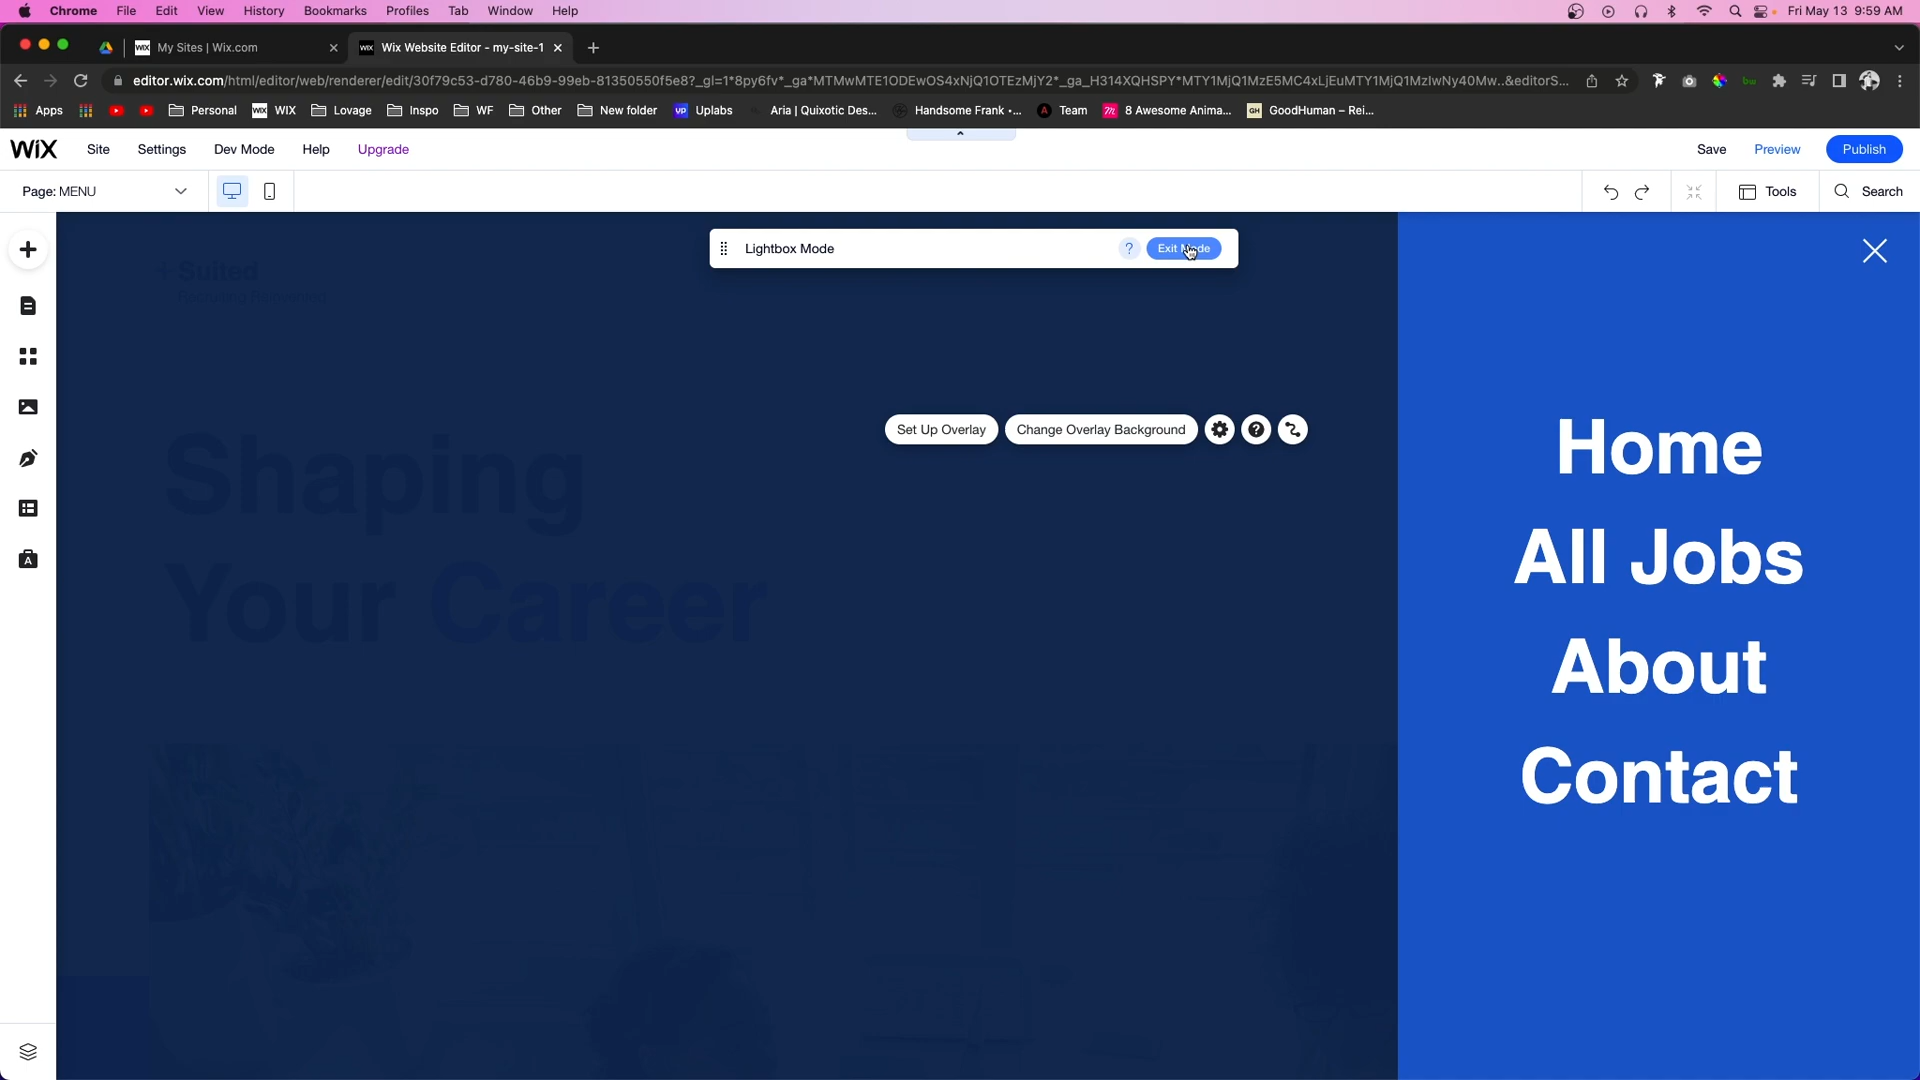 Chrome File Edit View History Bookmarks Profiles Tab Window Help Fri May 13 9:59 AM
WiX My Sites | Wix.com WiX Wix Website Editor - my-site-1
editor.wix.com/html/editor/web/renderer/edit/30f79c53-d780-46b9-99eb-81350550f5e8?_gl=1*8py6fv*_ga*MTMwMTE1ODEwOS4xNjQ1OTEzMjY2*_ga_H314XQHSPY*MTY1MjQ1MzE5MC4xLjEuMTY1MjQ1MzIwNy40Mw..&editorS...
Apps Personal WiX WIX Lovage Inspo WF Other New folder UP Uplabs Aria | Quixotic Des... Handsome Frank •... A Team 8 Awesome Anima... GH GoodHuman – Rei...
WiX Site Settings Dev Mode Help Upgrade Save Preview Publish
Page: MENU Tools Search
Lightbox Mode ? Exit Mode
+ Suited
Set Up Overlay Change Overlay Background
Shaping
Your Career
Home
All Jobs
About
Contact